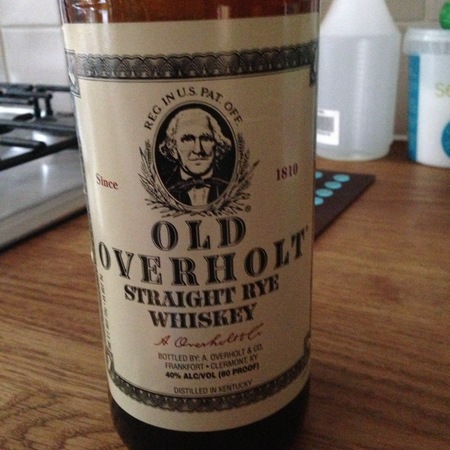 REG. IN U.S. PAT. OFF.
Since 1810
OLD
OVERHOLT
STRAIGHT RYE
WHISKEY
A. Overholt & Co.
BOTTLED BY: A. OVERHOLT & CO.
FRANKFORT • CLERMONT, KY
40% ALC/VOL (80 PROOF)
DISTILLED IN KENTUCKY